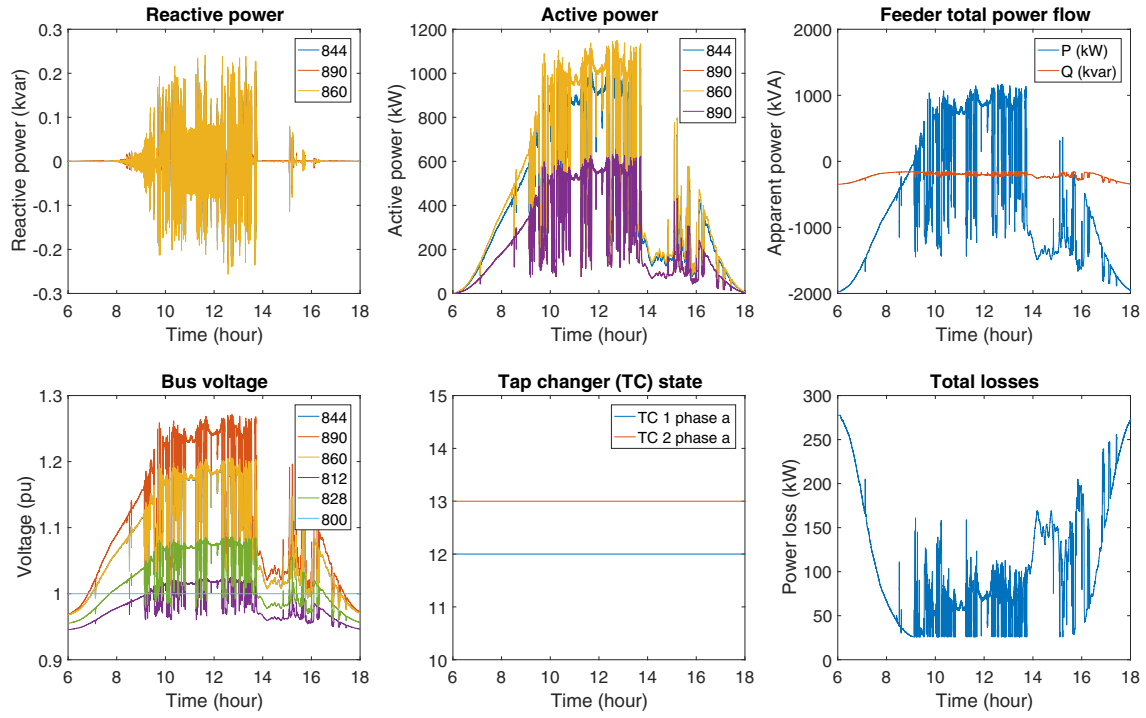 Reactive power
Reactive power (kvar)
0.3
0.2
0.1
0
-0.1
-0.2
-0.3
6 8 10 12 14 16 18
Time (hour)
844
890
860
Active power
Active power (kW)
1200
1000
800
600
400
200
0
6 8 10 12 14 16 18
Time (hour)
844
890
860
890
Feeder total power flow
Apparent power (kVA)
2000
1000
0
-1000
-2000
6 8 10 12 14 16 18
Time (hour)
P (kW)
Q (kvar)
Bus voltage
Voltage (pu)
1.3
1.2
1.1
1
0.9
6 8 10 12 14 16 18
Time (hour)
844
890
860
812
828
800
Tap changer (TC) state
15
14
13
12
11
10
6 8 10 12 14 16 18
Time (hour)
TC 1 phase a
TC 2 phase a
Total losses
Power loss (kW)
300
250
200
150
100
50
0
6 8 10 12 14 16 18
Time (hour)